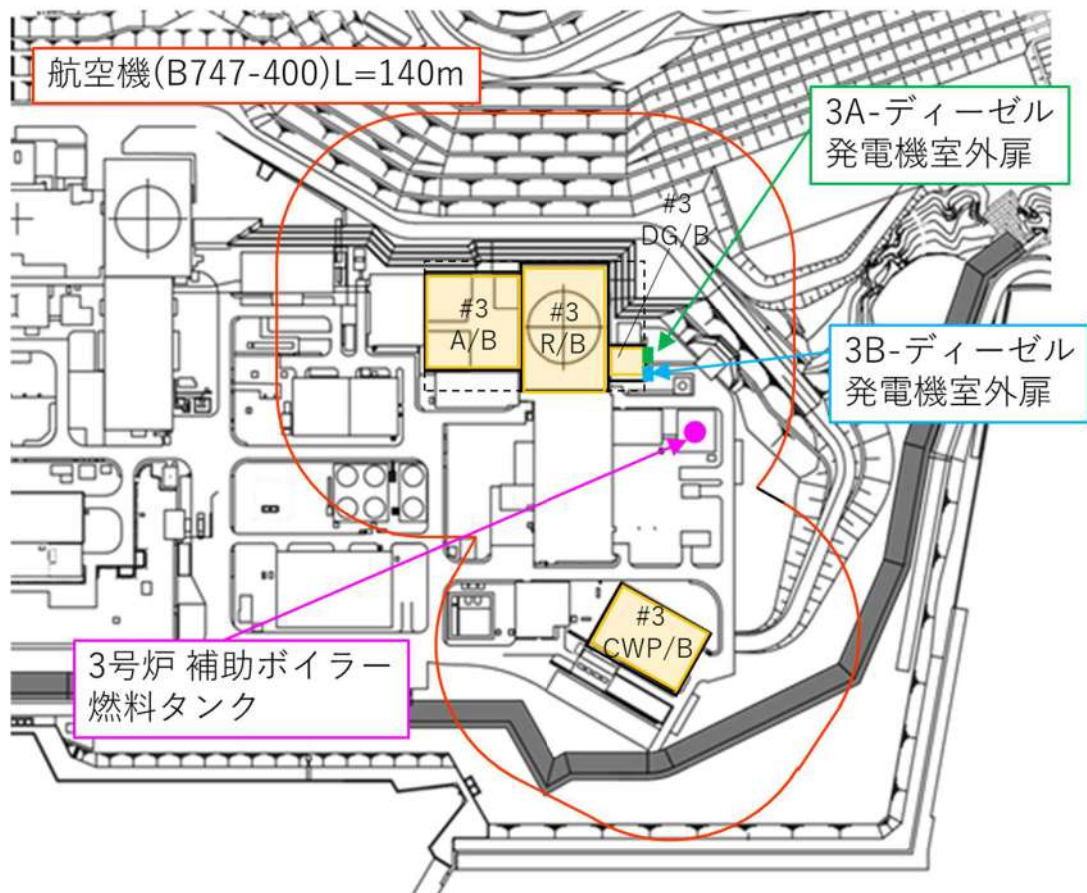 航空機(B747-400)L=140m
3A-ディーゼル
発電機室外扉
#3
DG/B
#3
A/B
#3
R/B
3B-ディーゼル
発電機室外扉
#3
CWP/B
3号炉 補助ボイラー
燃料タンク